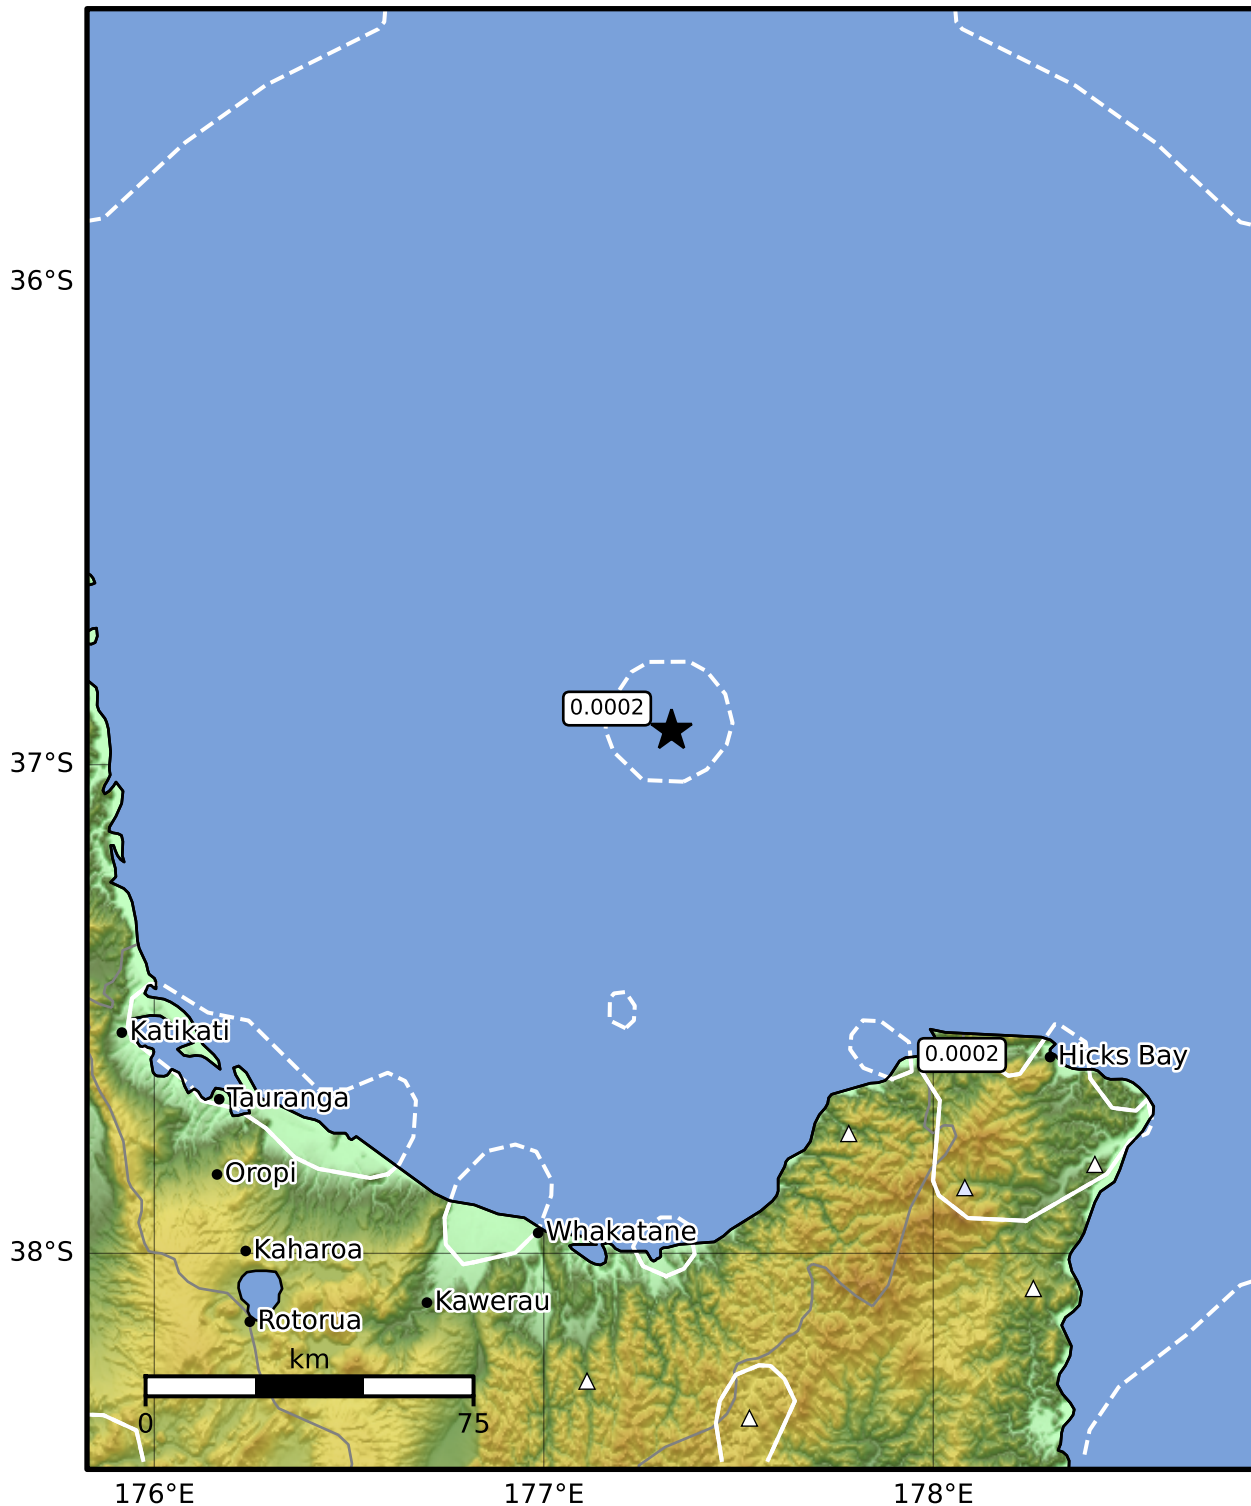 36°S
0.0002
37°S
Katikati
0.0002
Hicks Bay
Tauranga
Oropi
Whakatane
Kaharoa
38°S
Kawerau
Rotorua
km
0 75
176°E 177°E 178°E